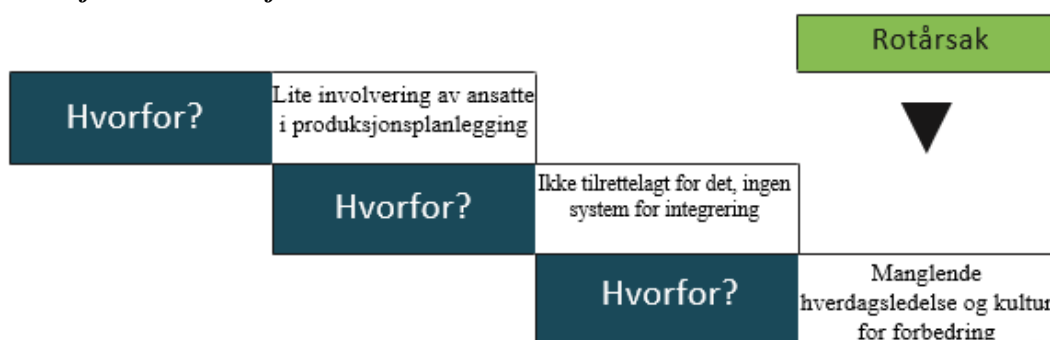 Rotårsak
Hvorfor?
Lite involvering av ansatte
i produksjonsplanlegging
Hvorfor?
Ikke tilrettelagt for det, ingen
system for integrering
Hvorfor?
Manglende
hverdagsledelse og kultur
for forbedring